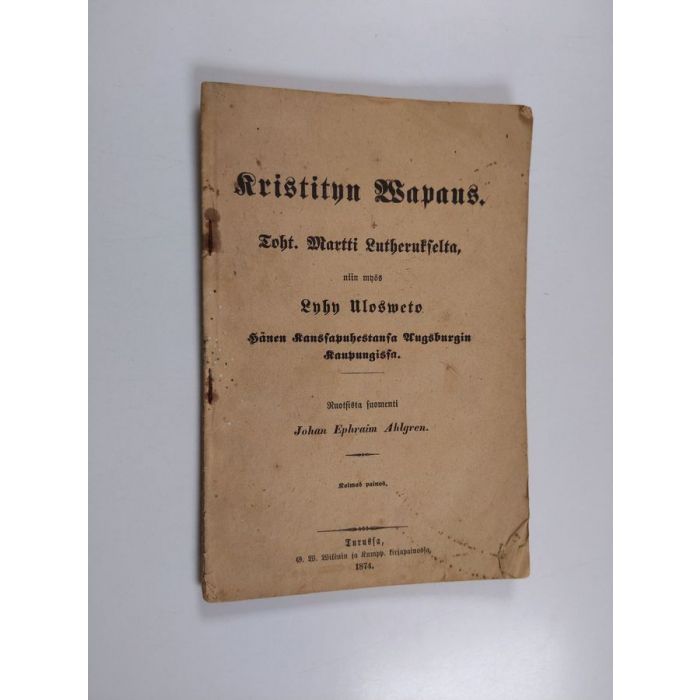 Kristityn Wapaus.
Toht. Martti Lutherukselta,
niin myös
Lyhy Ulosweto
Hänen Kanssapuhestansa Augsburgin
Kaupungissa.
Ruotsista suomenti
Johan Ephraim Ahlgren.
Kolmas painos.
Turussa,
G. W. Wilénin ja Kumpp. kirjapainossa,
1874.